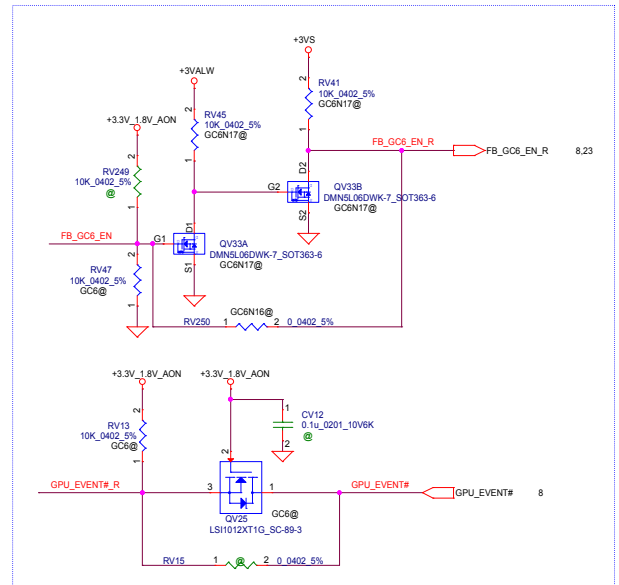 +3VS
+3VALW
2
RV41
10K_0402_5%
GC6N17@
1
2
RV45
10K_0402_5%
GC6N17@
1
+3.3V_1.8V_AON
2
RV249
10K_0402_5%
@
1
FB_GC6_EN_R
FB_GC6_EN_R
8,23
D2
G2
QV33B
DMN5L06DWK-7_SOT363-6
GC6N17@
S2
FB_GC6_EN
G1
D1
QV33A
DMN5L06DWK-7_SOT363-6
GC6N17@
S1
2
RV47
10K_0402_5%
GC6@
1
GC6N16@
RV250
1
2
0_0402_5%
+3.3V_1.8V_AON
+3.3V_1.8V_AON
2
RV13
10K_0402_5%
GC6@
1
1
CV12
0.1u_0201_10V6K
@
2
2
GPU_EVENT#_R
3
1
GPU_EVENT#
GPU_EVENT#
8
GC6@
QV25
LSI1012XT1G_SC-89-3
RV15
1
@
2
0_0402_5%